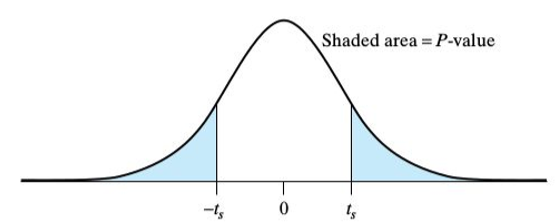 Shaded area = P-value
−tₛ 0 tₛ